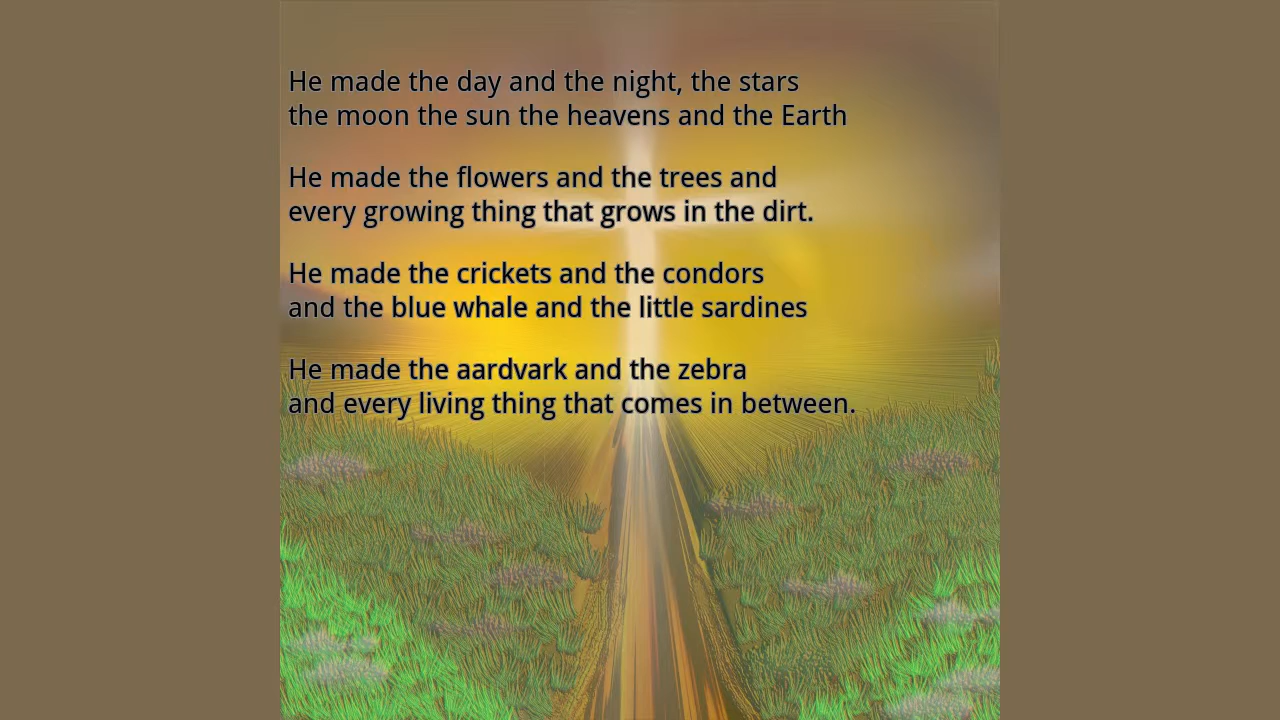 He made the day and the night, the stars
the moon the sun the heavens and the Earth
He made the flowers and the trees and
every growing thing that grows in the dirt.
He made the crickets and the condors
and the blue whale and the little sardines
He made the aardvark and the zebra
and every living thing that comes in between.